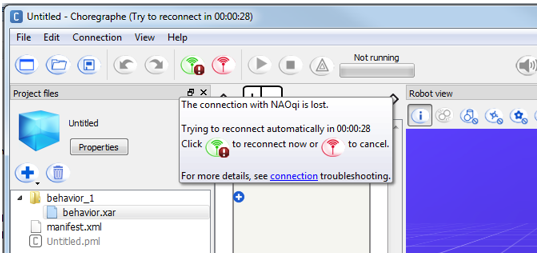 Untitled - Choregraphe (Try to reconnect in 00:00:28)
File Edit Connection View Help
Not running
Project files
Robot view
Untitled
Properties
The connection with NAOqi is lost.
Trying to reconnect automatically in 00:00:28
Click to reconnect now or to cancel.
For more details, see connection troubleshooting.
behavior_1
behavior.xar
manifest.xml
Untitled.pml